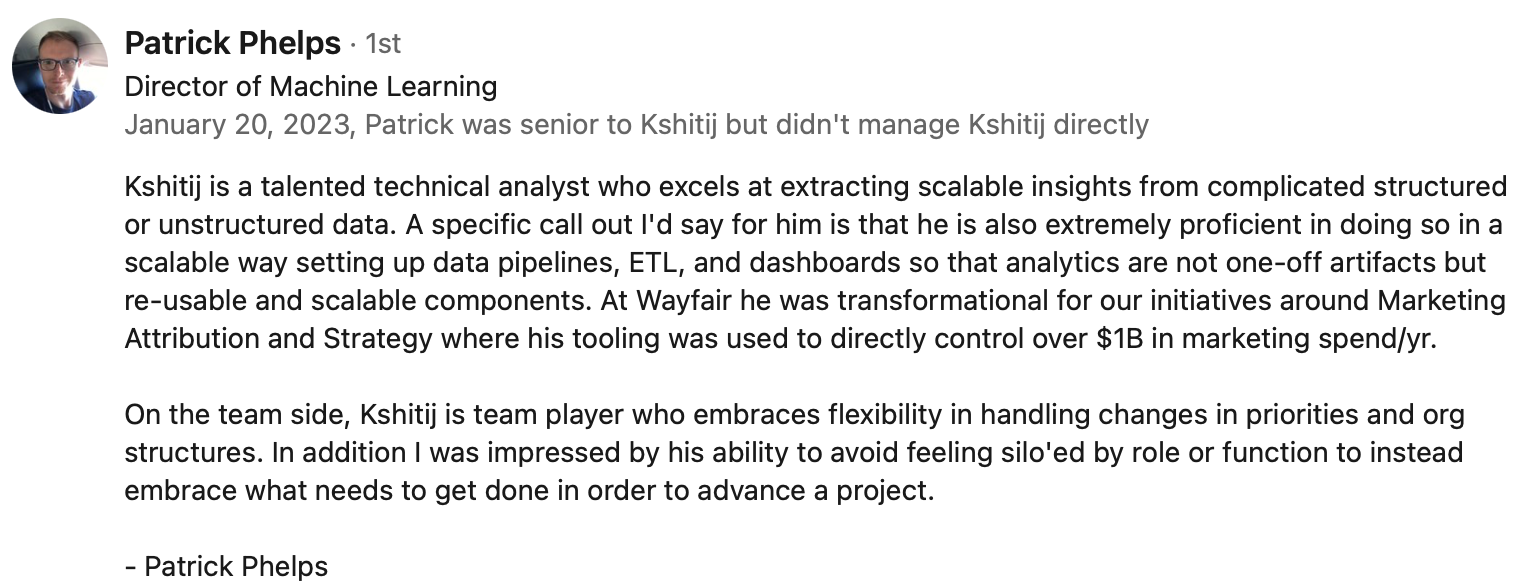 Patrick Phelps · 1st
Director of Machine Learning
January 20, 2023, Patrick was senior to Kshitij but didn't manage Kshitij directly
Kshitij is a talented technical analyst who excels at extracting scalable insights from complicated structured
or unstructured data. A specific call out I'd say for him is that he is also extremely proficient in doing so in a
scalable way setting up data pipelines, ETL, and dashboards so that analytics are not one-off artifacts but
re-usable and scalable components. At Wayfair he was transformational for our initiatives around Marketing
Attribution and Strategy where his tooling was used to directly control over $1B in marketing spend/yr.
On the team side, Kshitij is team player who embraces flexibility in handling changes in priorities and org
structures. In addition I was impressed by his ability to avoid feeling silo'ed by role or function to instead
embrace what needs to get done in order to advance a project.
- Patrick Phelps